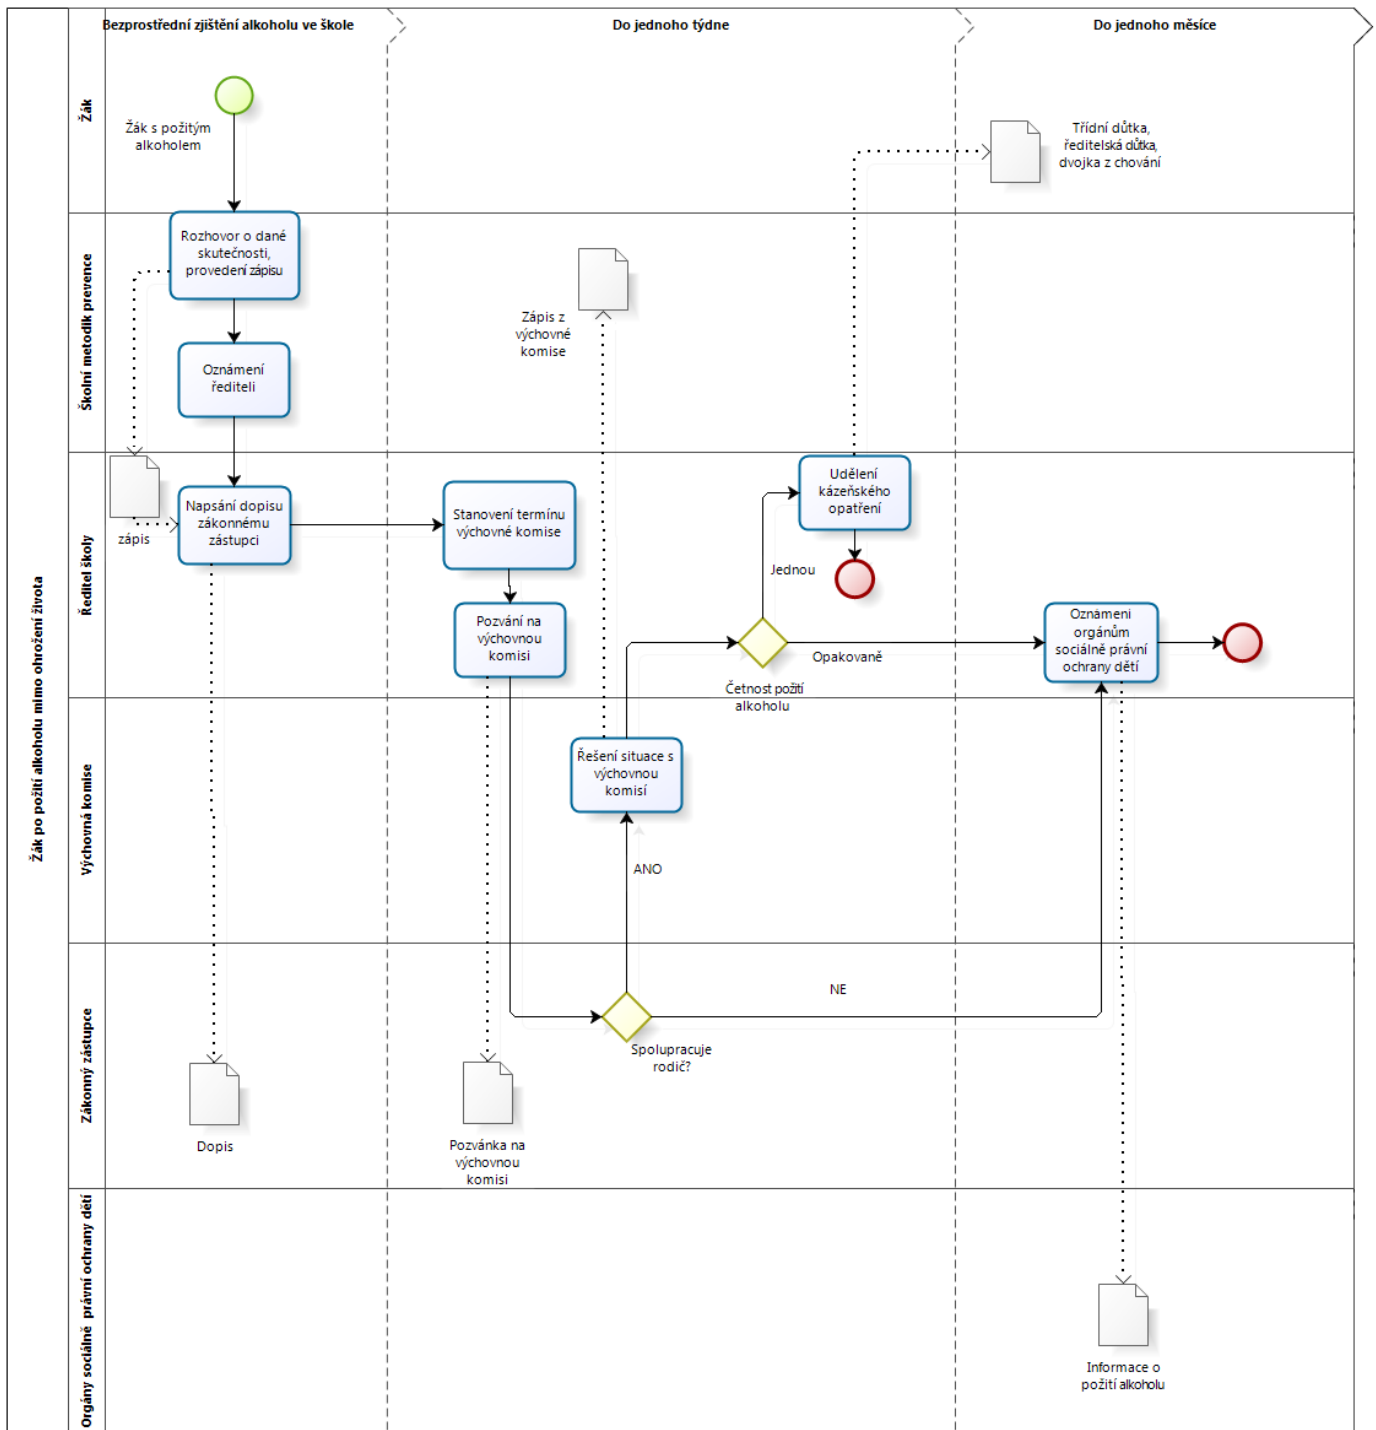 Bezprostřední zjištění alkoholu ve škole
Do jednoho týdne
Do jednoho měsíce
Žák po požití alkoholu mimo ohrožení života
Žák
Žák s požitým
alkoholem
Třídní důtka,
ředitelská důtka,
dvojka z chování
Školní metodik prevence
Rozhovor o dané
skutečnosti,
provedení zápisu
Oznámení
řediteli
Zápis z
výchovné
komise
Ředitel školy
zápis
Napsání dopisu
zákonnému
zástupci
Stanovení termínu
výchovné komise
Pozvání na
výchovnou
komisi
Udělení
kázeňského
opatření
Jednou
Opakovaně
Četnost požití
alkoholu
Oznámeni
orgánům
sociálně právní
ochrany dětí
Výchovná komise
Řešení situace s
výchovnou
komisí
ANO
Zákonný zástupce
NE
Spolupracuje
rodič?
Dopis
Pozvánka na
výchovnou
komisi
Orgány sociálně právní ochrany dětí
Informace o
požití alkoholu